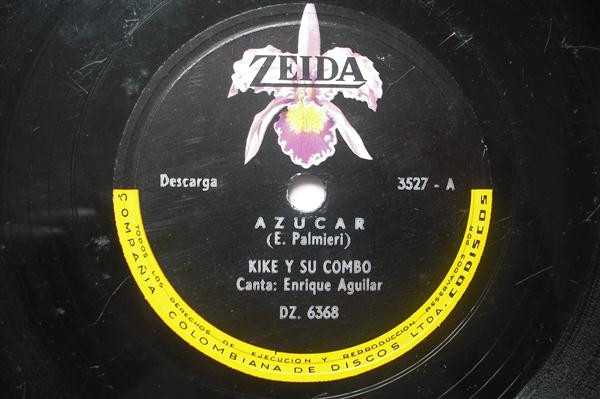 ZEIDA
Descarga
3527 - A
AZUCAR
(E. Palmieri)
KIKE Y SU COMBO
Canta: Enrique Aguilar
DZ. 6368
TODOS LOS DERECHOS DE EJECUCION Y REPRODUCCION RESERVADOS POR
COMPAÑIA COLOMBIANA DE DISCOS LTDA. CODISCOS